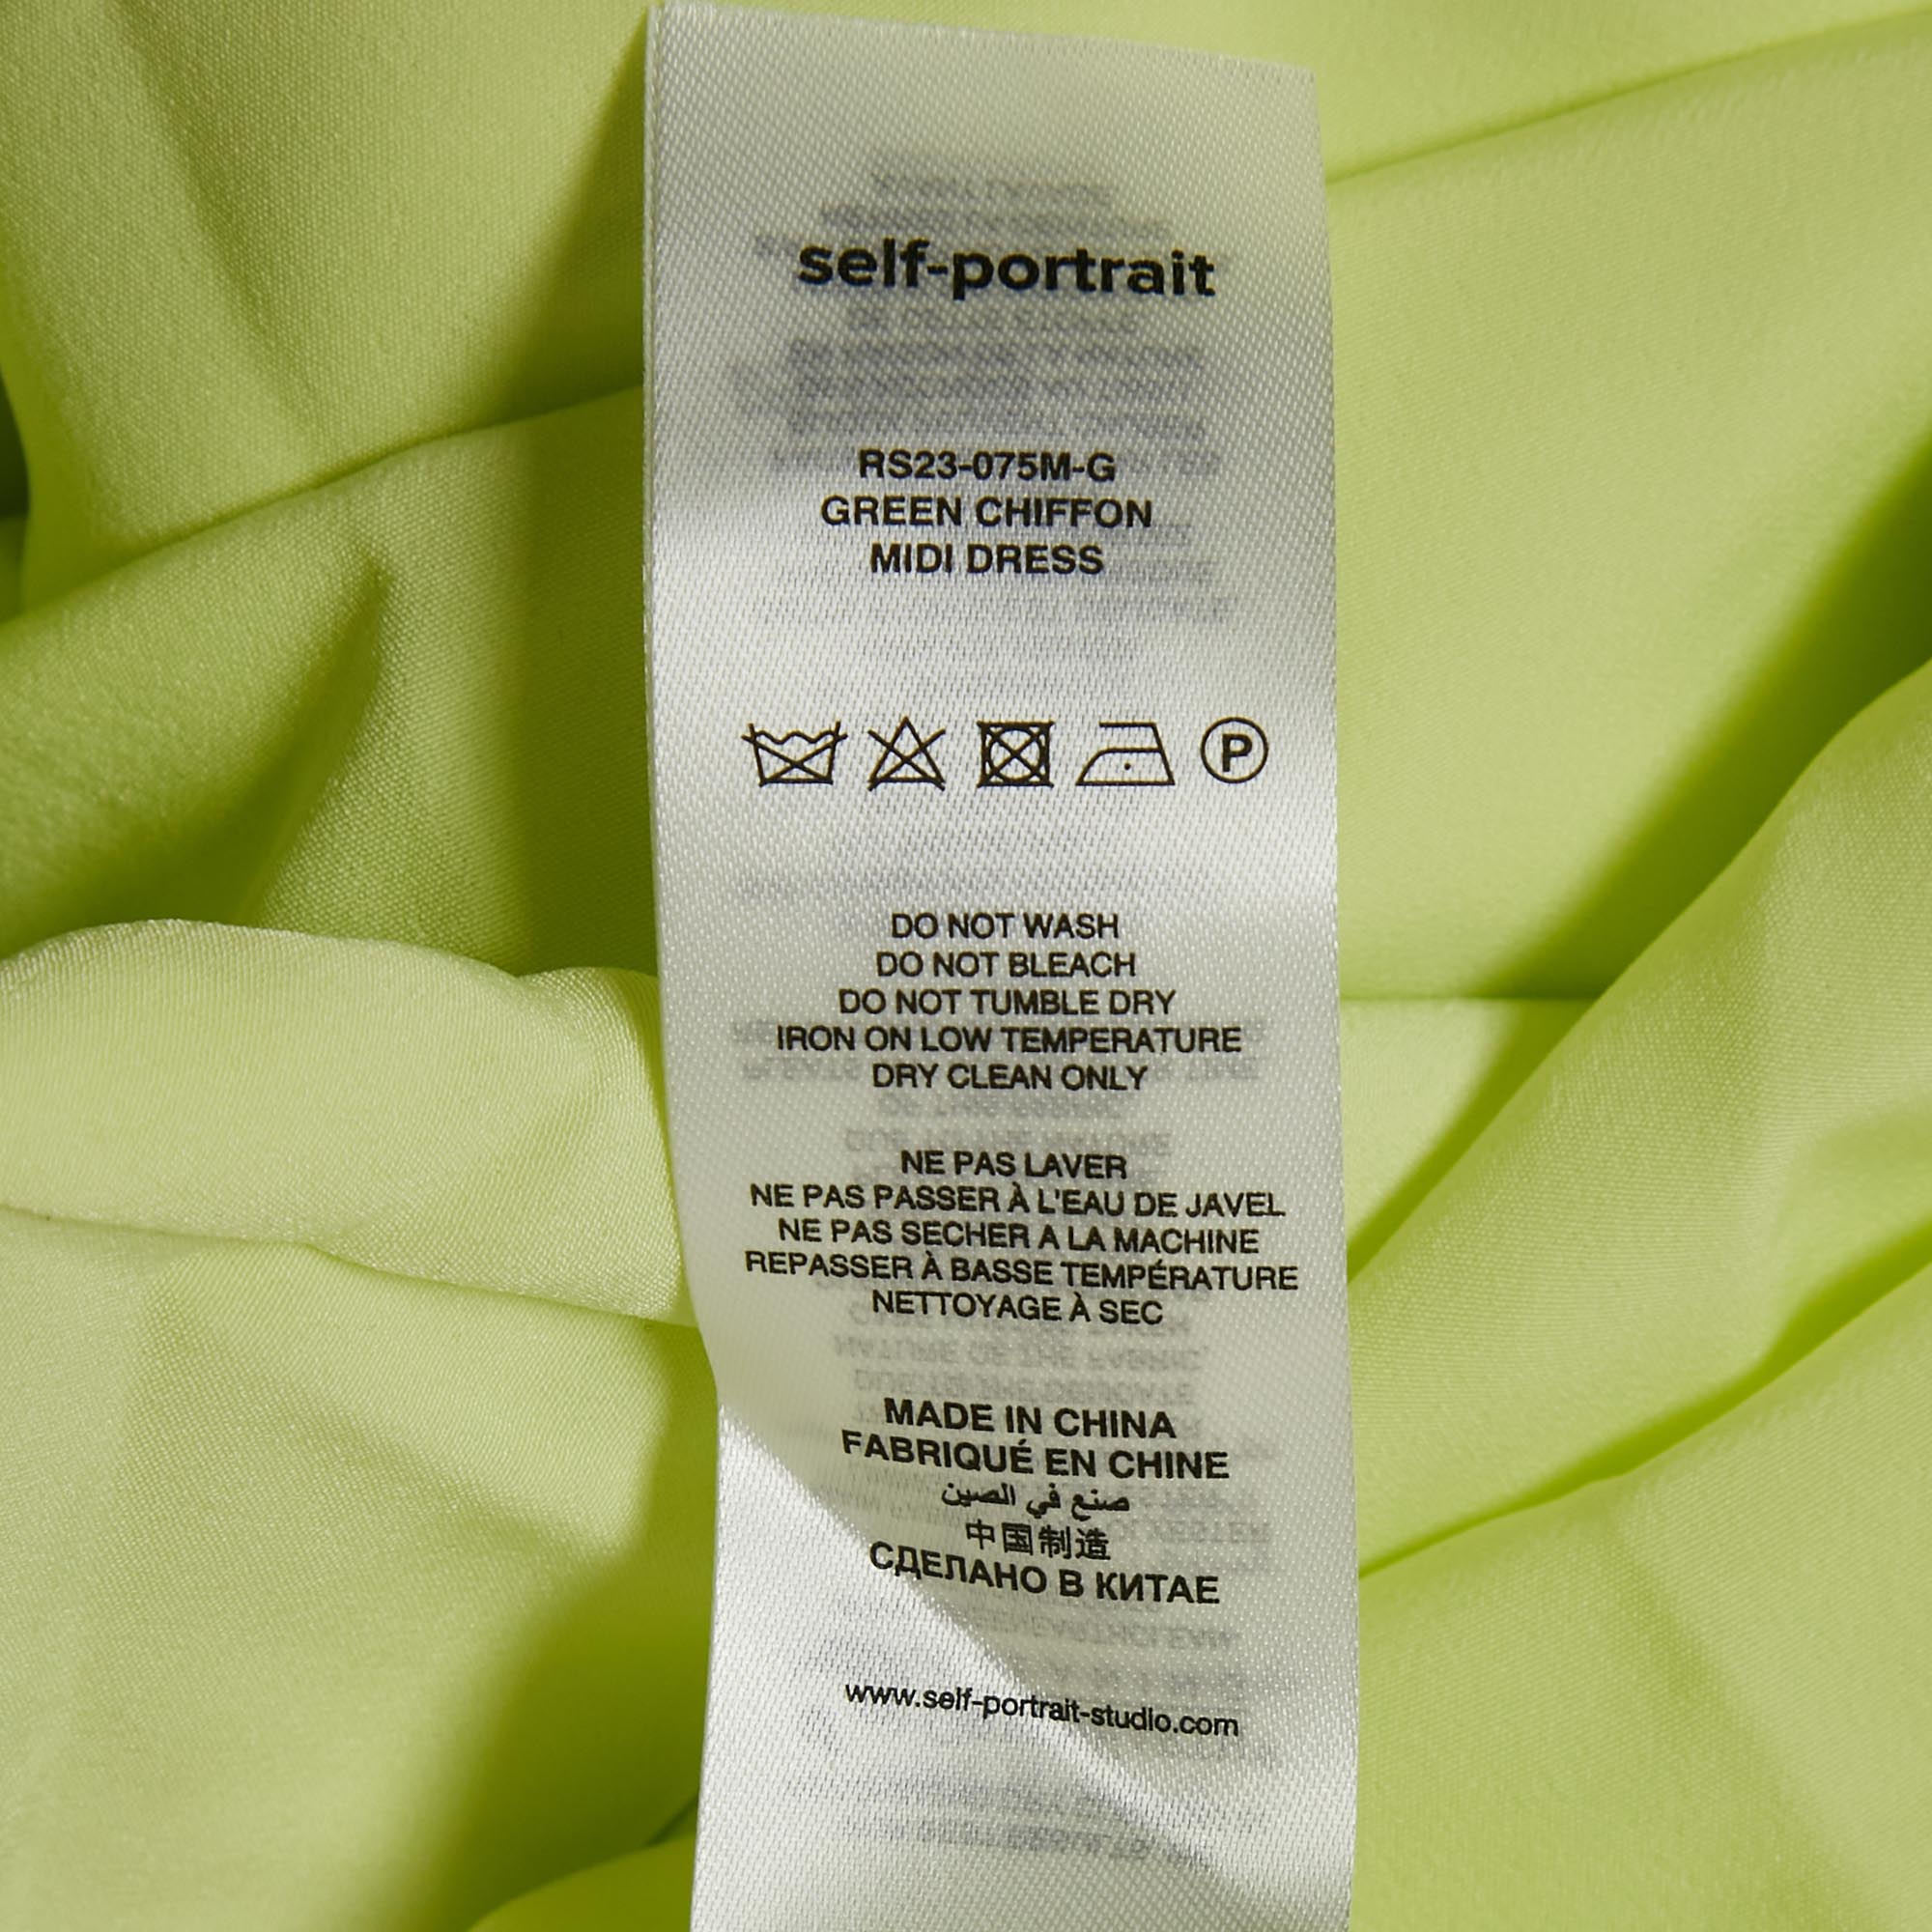 self-portrait
RS23-075M-G
GREEN CHIFFON
MIDI DRESS
P
DO NOT WASH
DO NOT BLEACH
DO NOT TUMBLE DRY
IRON ON LOW TEMPERATURE
DRY CLEAN ONLY
NE PAS LAVER
NE PAS PASSER À L'EAU DE JAVEL
NE PAS SECHER A LA MACHINE
REPASSER À BASSE TEMPÉRATURE
NETTOYAGE À SEC
MADE IN CHINA
FABRIQUÉ EN CHINE
صنع في الصين
中国制造
СДЕЛАНО В КИТАЕ
www.self-portrait-studio.com